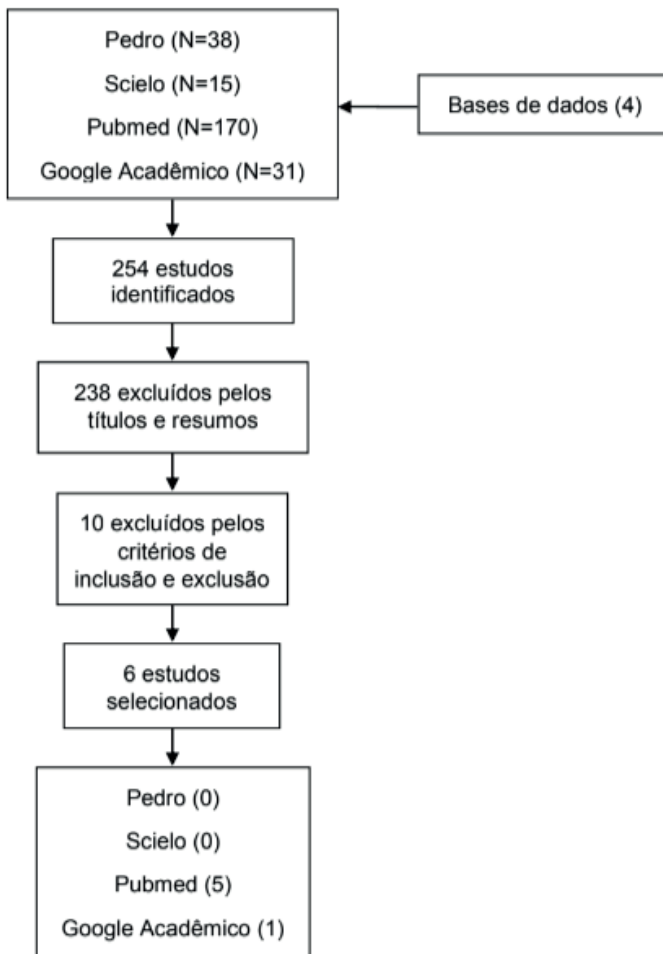 Pedro (N=38)
Scielo (N=15)
Pubmed (N=170)
Google Acadêmico (N=31)
Bases de dados (4)
254 estudos
identificados
238 excluídos pelos
títulos e resumos
10 excluídos pelos
critérios de
inclusão e exclusão
6 estudos
selecionados
Pedro (0)
Scielo (0)
Pubmed (5)
Google Acadêmico (1)